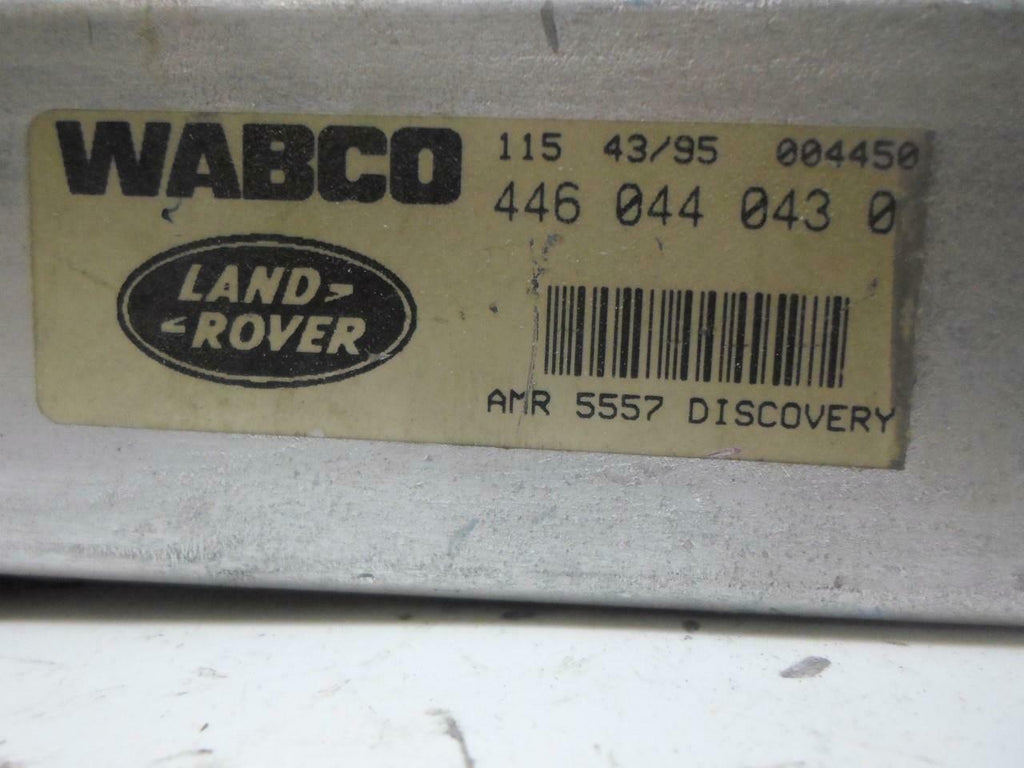 WABCO
115 43/95 004450
446 044 043 0
LAND
ROVER
AMR 5557 DISCOVERY